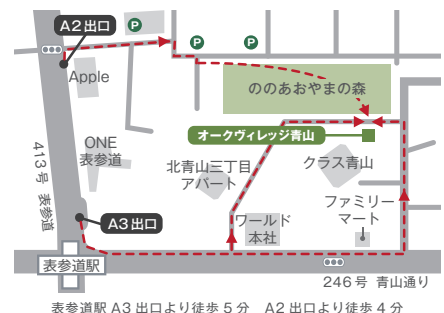 A2出口
P
P
P
Apple
ののあおやまの森
オークヴィレッジ青山
413号 表参道
ONE
表参道
北青山三丁目
アパート
クラス青山
A3出口
ワールド
本社
ファミリー
マート
表参道駅
246号 青山通り
表参道駅 A3 出口より徒歩 5 分　A2 出口より徒歩 4 分